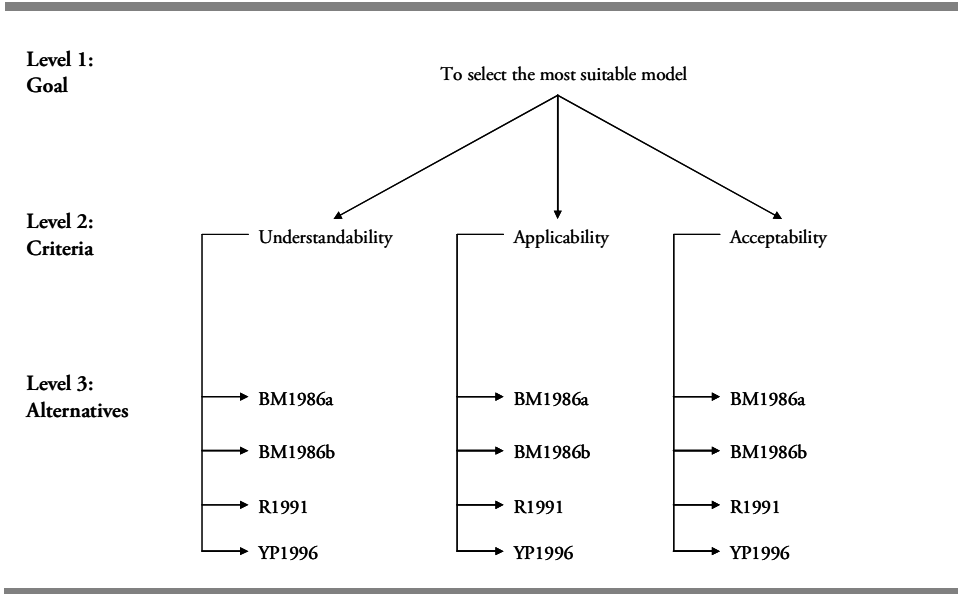 Level 1:
Goal
To select the most suitable model
Level 2:
Criteria
Understandability
Applicability
Acceptability
Level 3:
Alternatives
BM1986a
BM1986a
BM1986a
BM1986b
BM1986b
BM1986b
R1991
R1991
R1991
YP1996
YP1996
YP1996